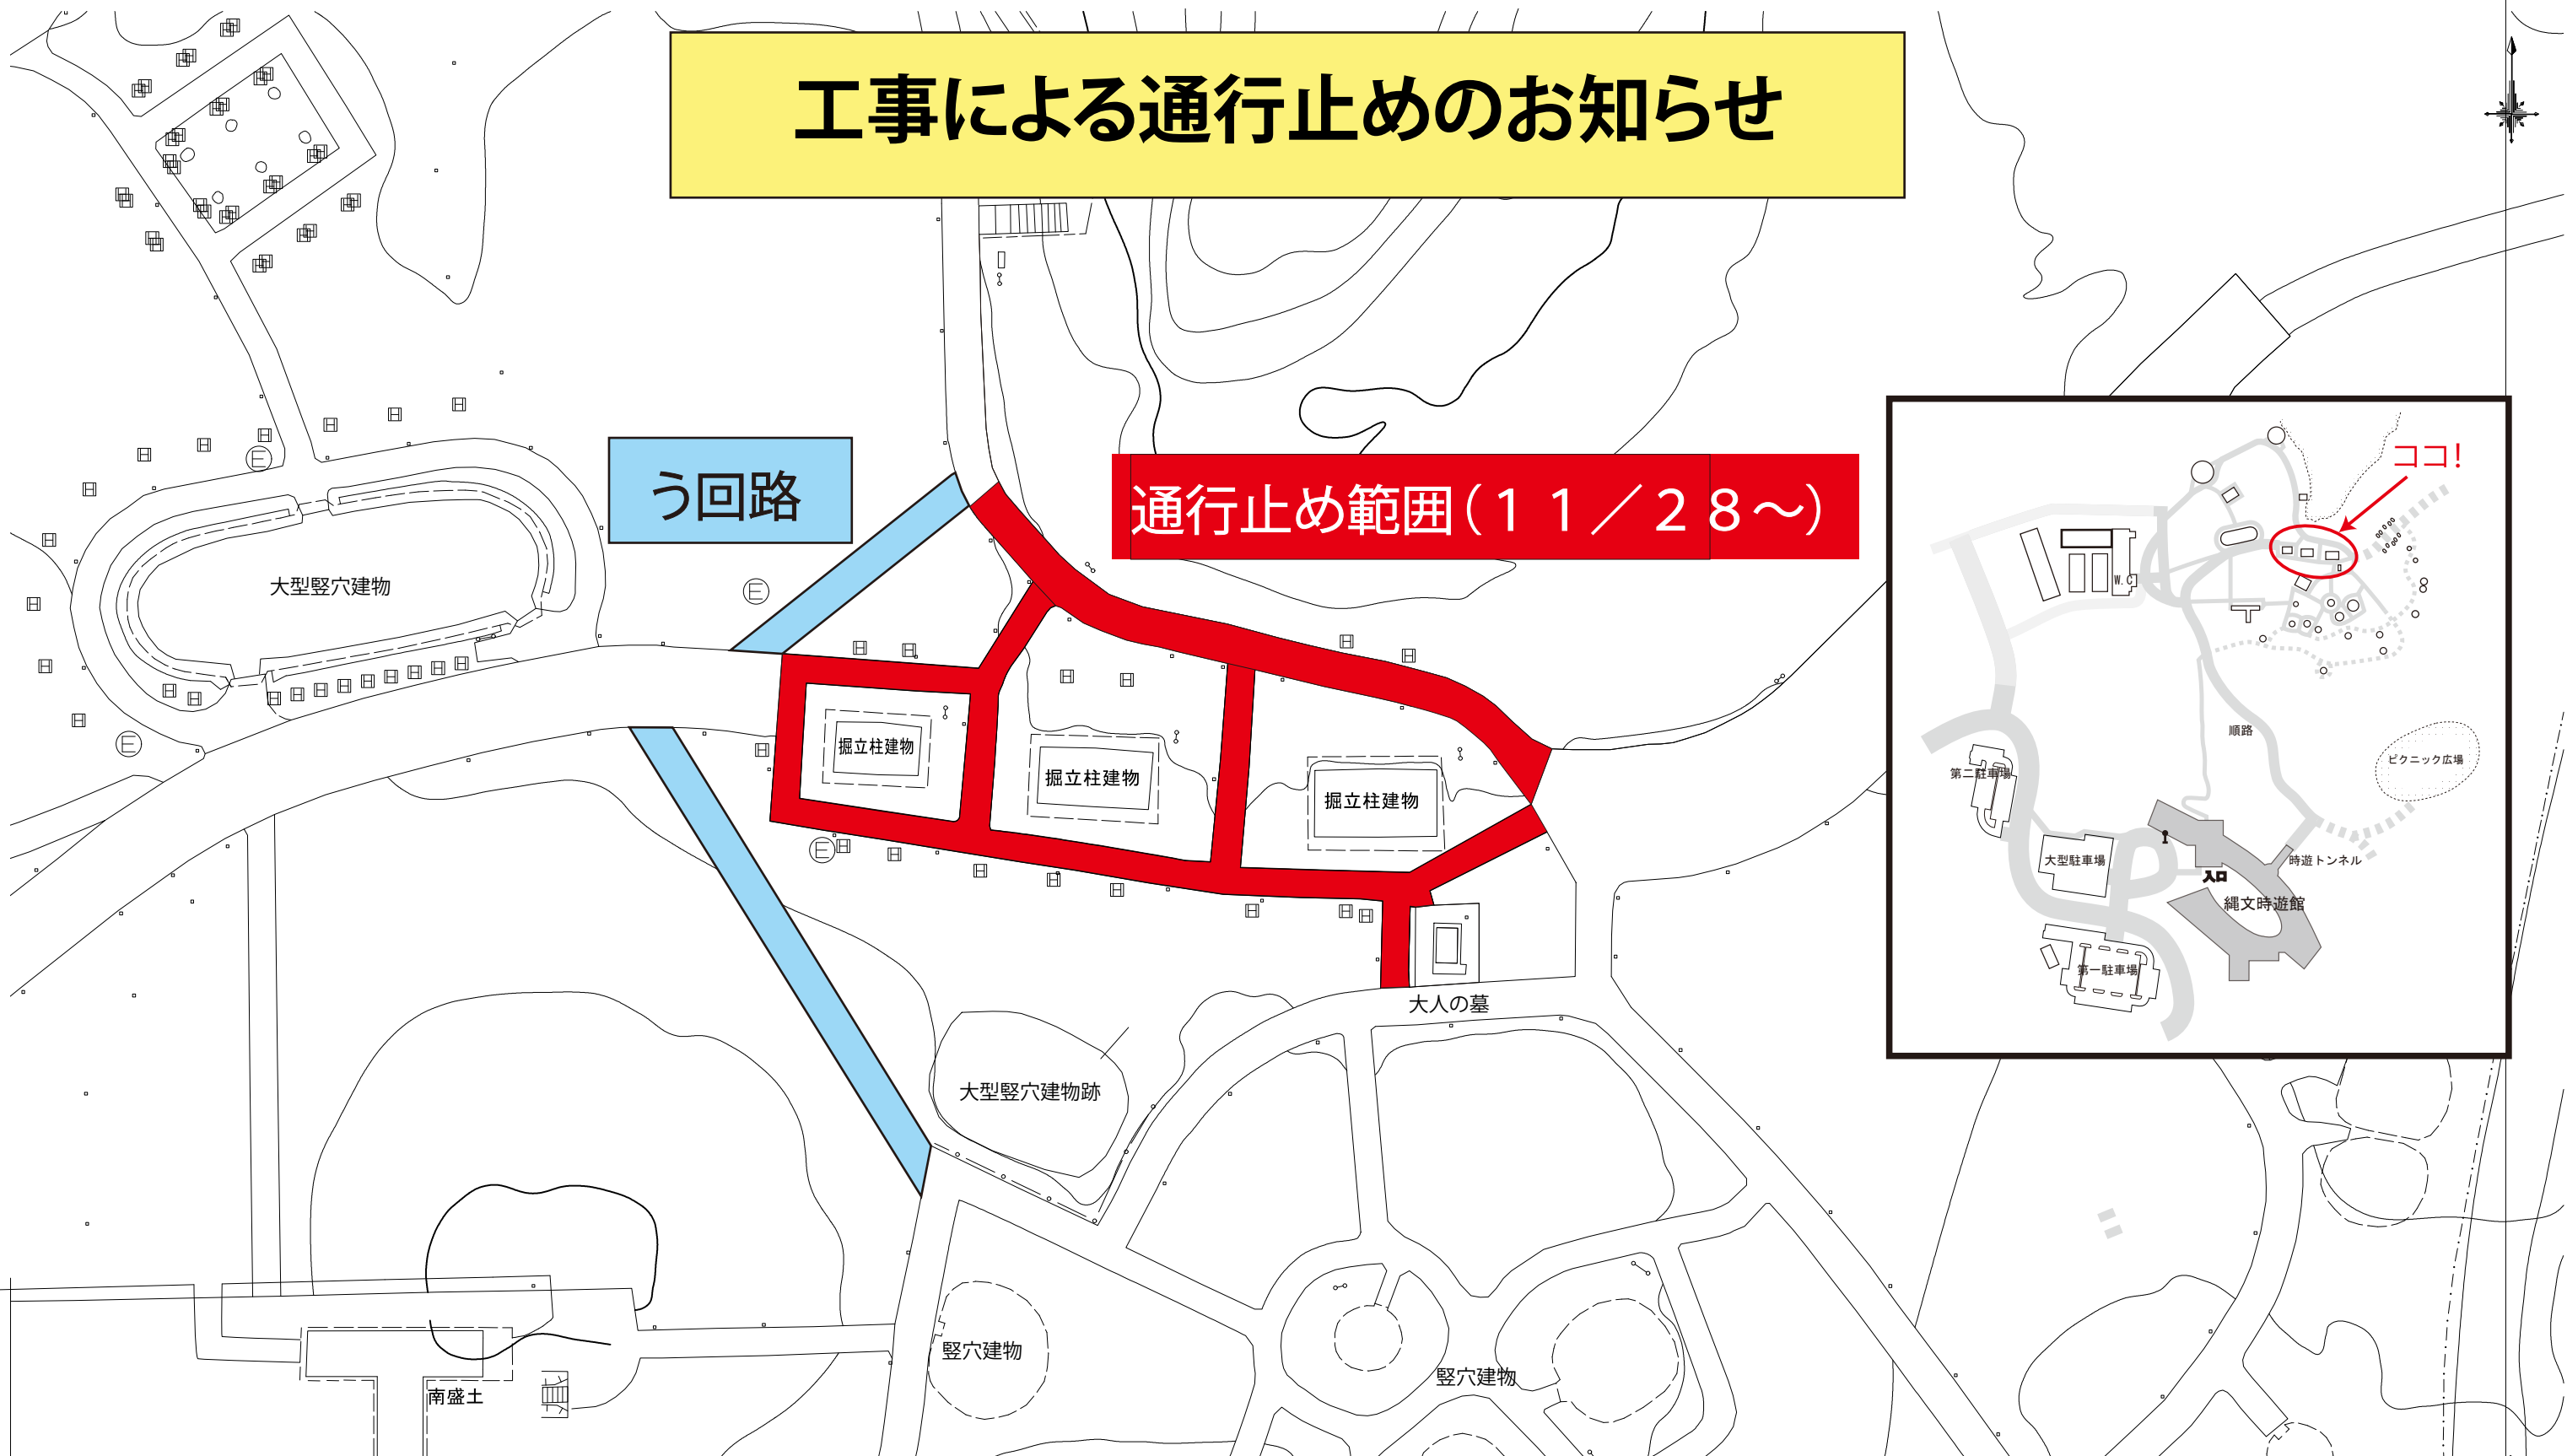 工事による通行止めのお知らせ
う回路
通行止め範囲（１１／２８～）
大型竪穴建物
掘立柱建物
掘立柱建物
掘立柱建物
大人の墓
大型竪穴建物跡
竪穴建物
竪穴建物
南盛土
ココ！
W.C
順路
ピクニック広場
第二駐車場
大型駐車場
時遊トンネル
入口
縄文時遊館
第一駐車場
E
E
E
E